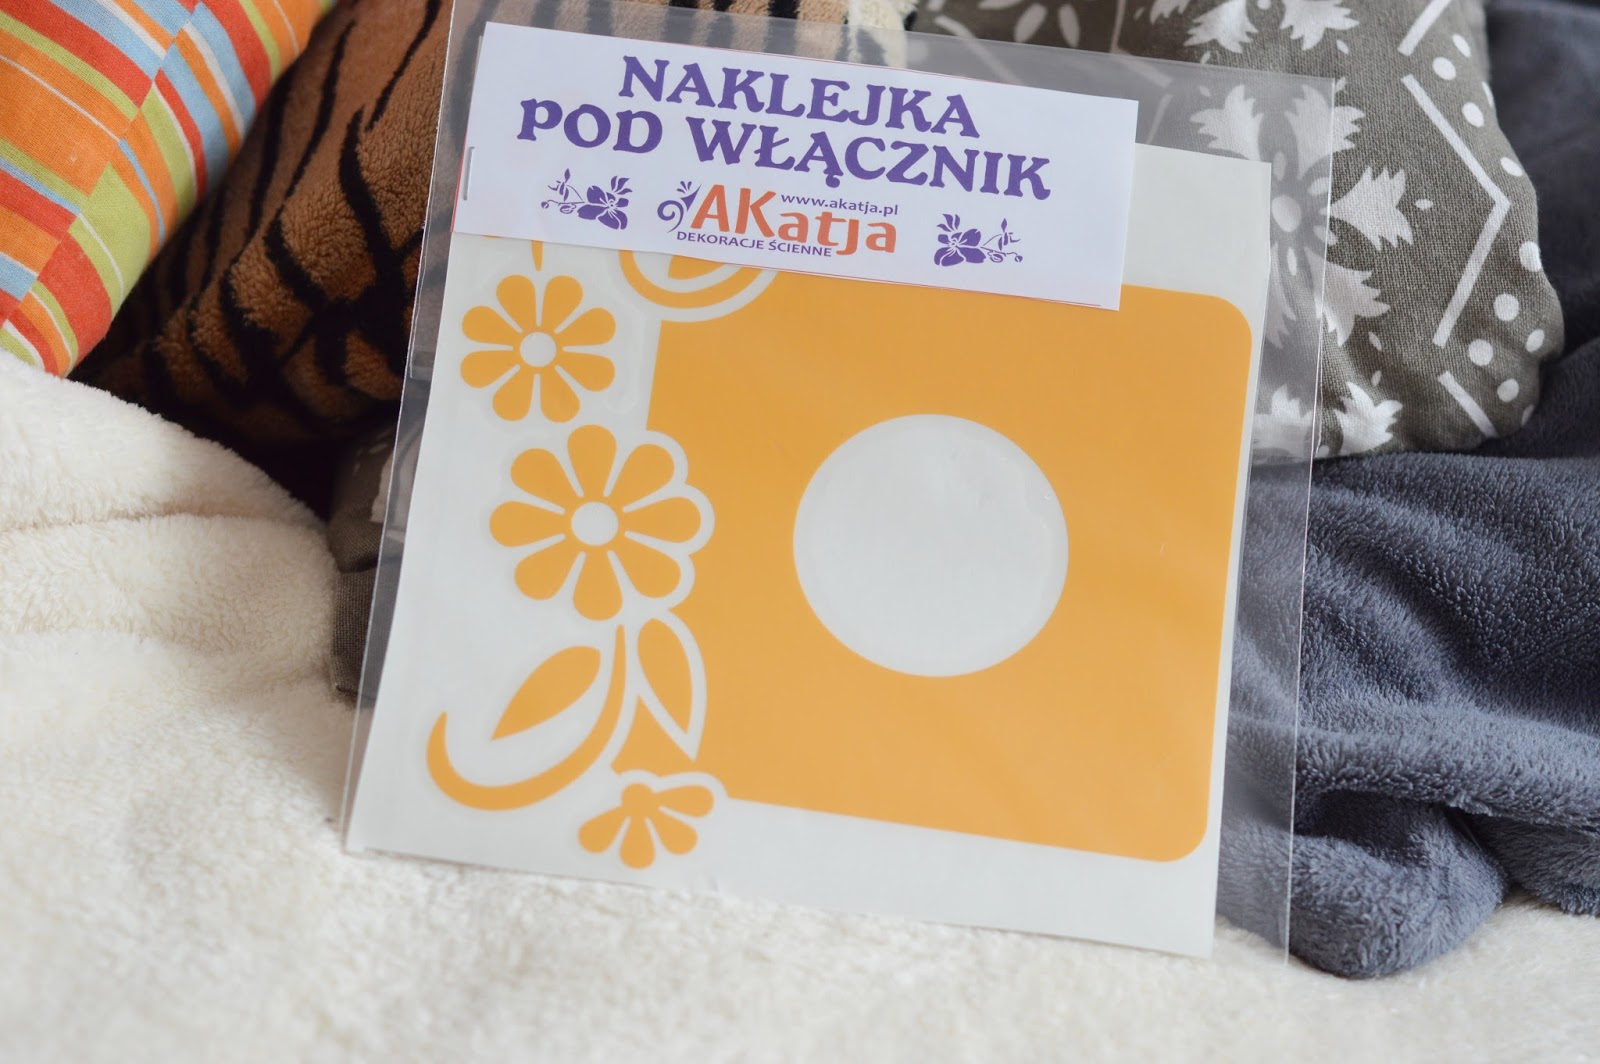 NAKLEJKA
POD WŁĄCZNIK
www.akatja.pl
AKatja
DEKORACJE ŚCIENNE